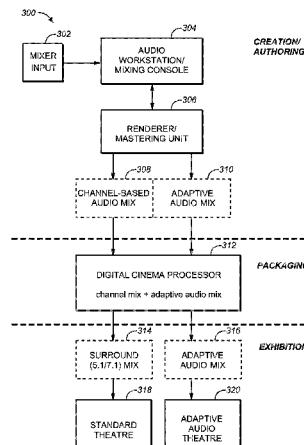 300
302
MIXER
INPUT
304
AUDIO
WORKSTATION/
MIXING CONSOLE
CREATION/
AUTHORING
306
RENDERER/
MASTERING UNIT
308
CHANNEL-BASED
AUDIO MIX
310
ADAPTIVE
AUDIO MIX
312
DIGITAL CINEMA PROCESSOR
channel mix + adaptive audio mix
PACKAGING
314
SURROUND
(5.1/7.1) MIX
316
ADAPTIVE
AUDIO MIX
EXHIBITION
318
STANDARD
THEATRE
320
ADAPTIVE
AUDIO THEATRE